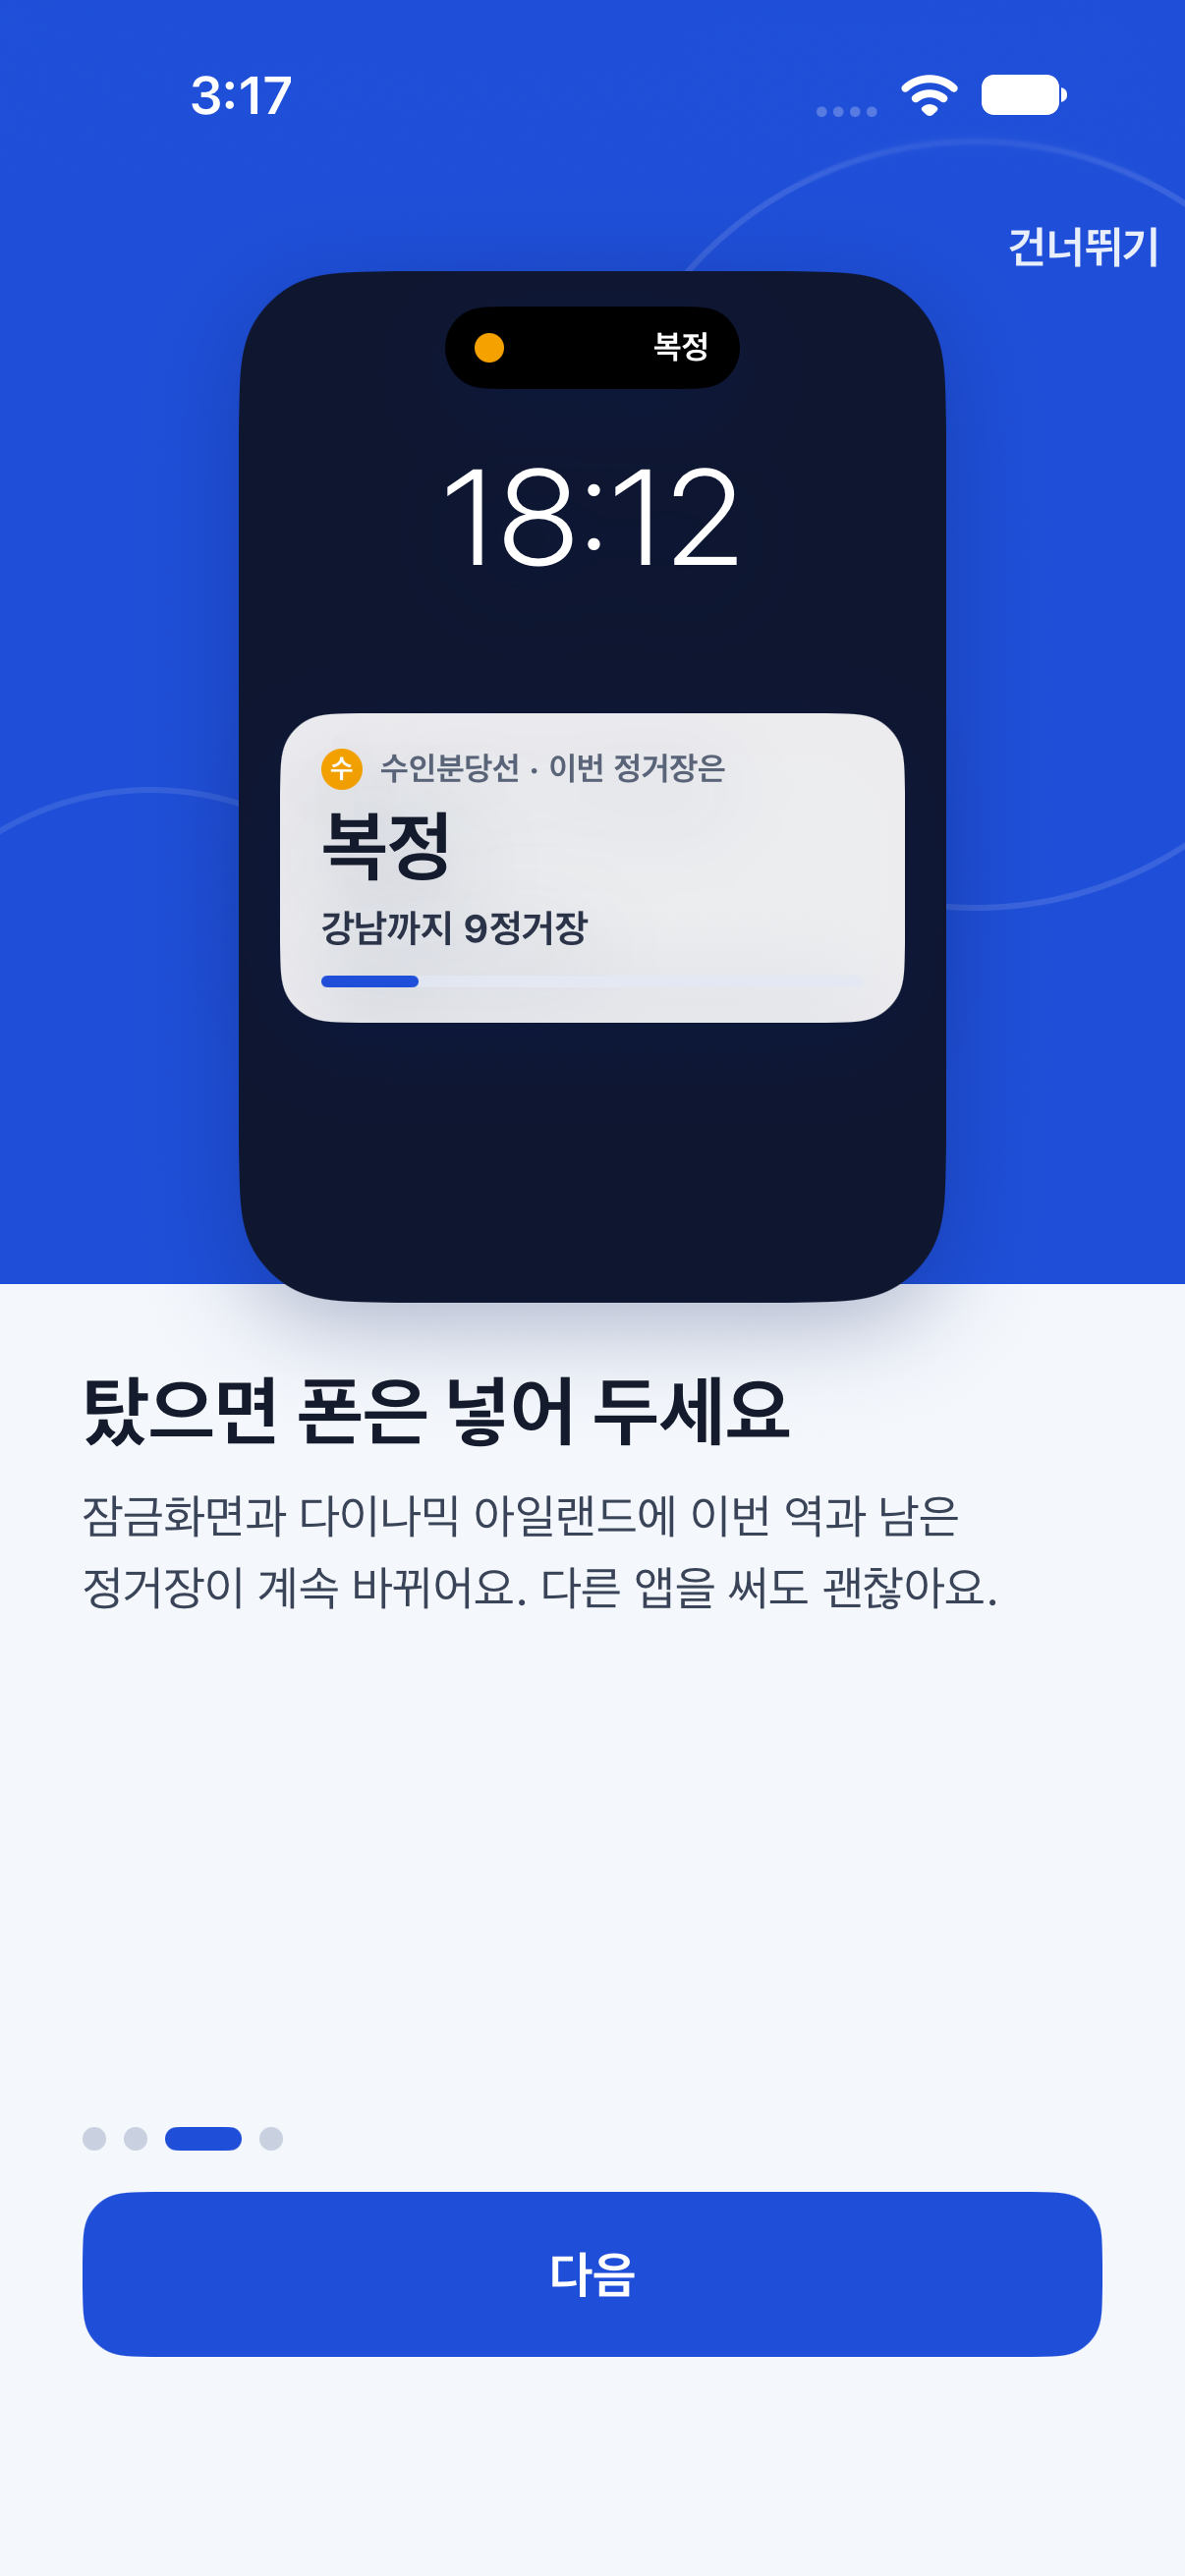 3:17
건너뛰기
복정
18:12
수 수인분당선 · 이번 정거장은
복정
강남까지 9정거장
탔으면 폰은 넣어 두세요
잠금화면과 다이나믹 아일랜드에 이번 역과 남은
정거장이 계속 바뀌어요. 다른 앱을 써도 괜찮아요.
다음